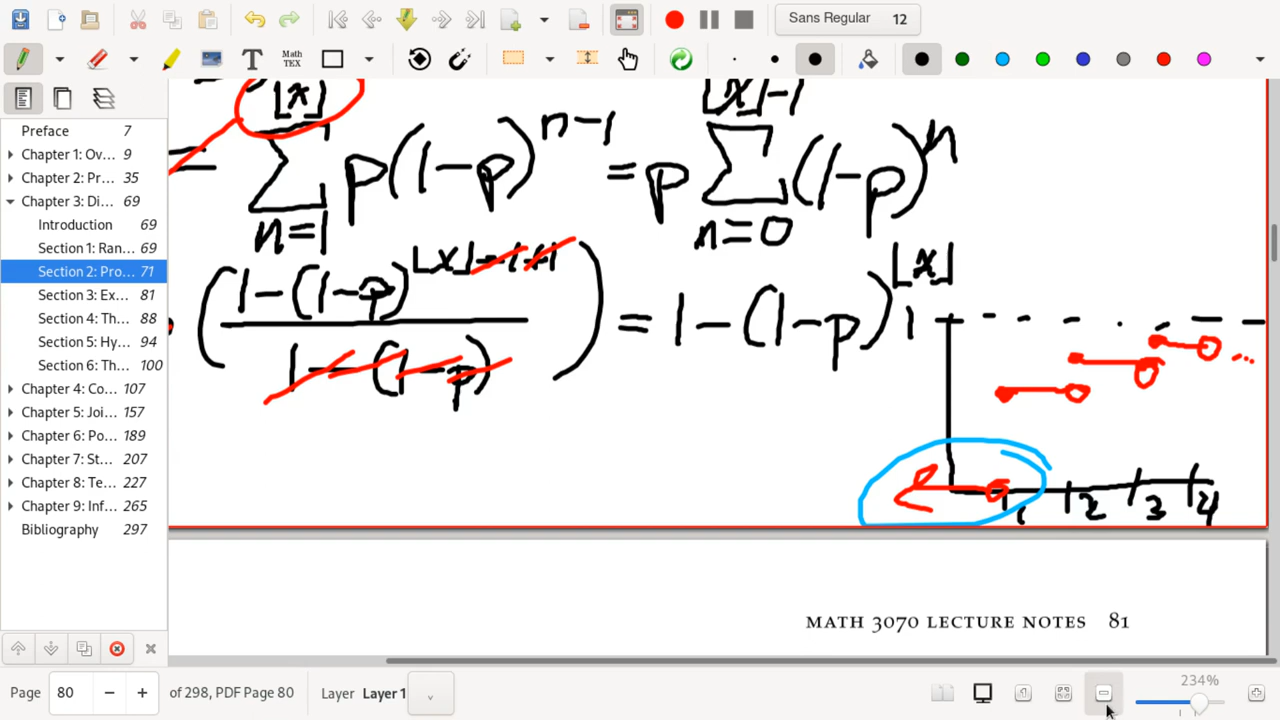 Sans Regular 12
T Math TEX
Preface 7
Chapter 1: Ov... 9
Chapter 2: Pr... 35
Chapter 3: Di... 69
Introduction 69
Section 1: Ran... 69
Section 2: Pro... 71
Section 3: Ex... 81
Section 4: Th... 88
Section 5: Hy... 94
Section 6: Th... 100
Chapter 4: Co... 107
Chapter 5: Joi... 157
Chapter 6: Po... 189
Chapter 7: St... 207
Chapter 8: Te... 227
Chapter 9: Inf... 265
Bibliography 297
= ∑_{n=1}^{⌊x⌋} p(1-p)^{n-1} = p ∑_{n=0}^{⌊x⌋-1} (1-p)^n
( (1-(1-p)^{⌊x⌋-1+1}) / (1-(1-p)) ) = 1-(1-p)^{⌊x⌋}
1
1 2 3 4
MATH 3070 LECTURE NOTES 81
Page 80 of 298, PDF Page 80 Layer Layer 1 234%